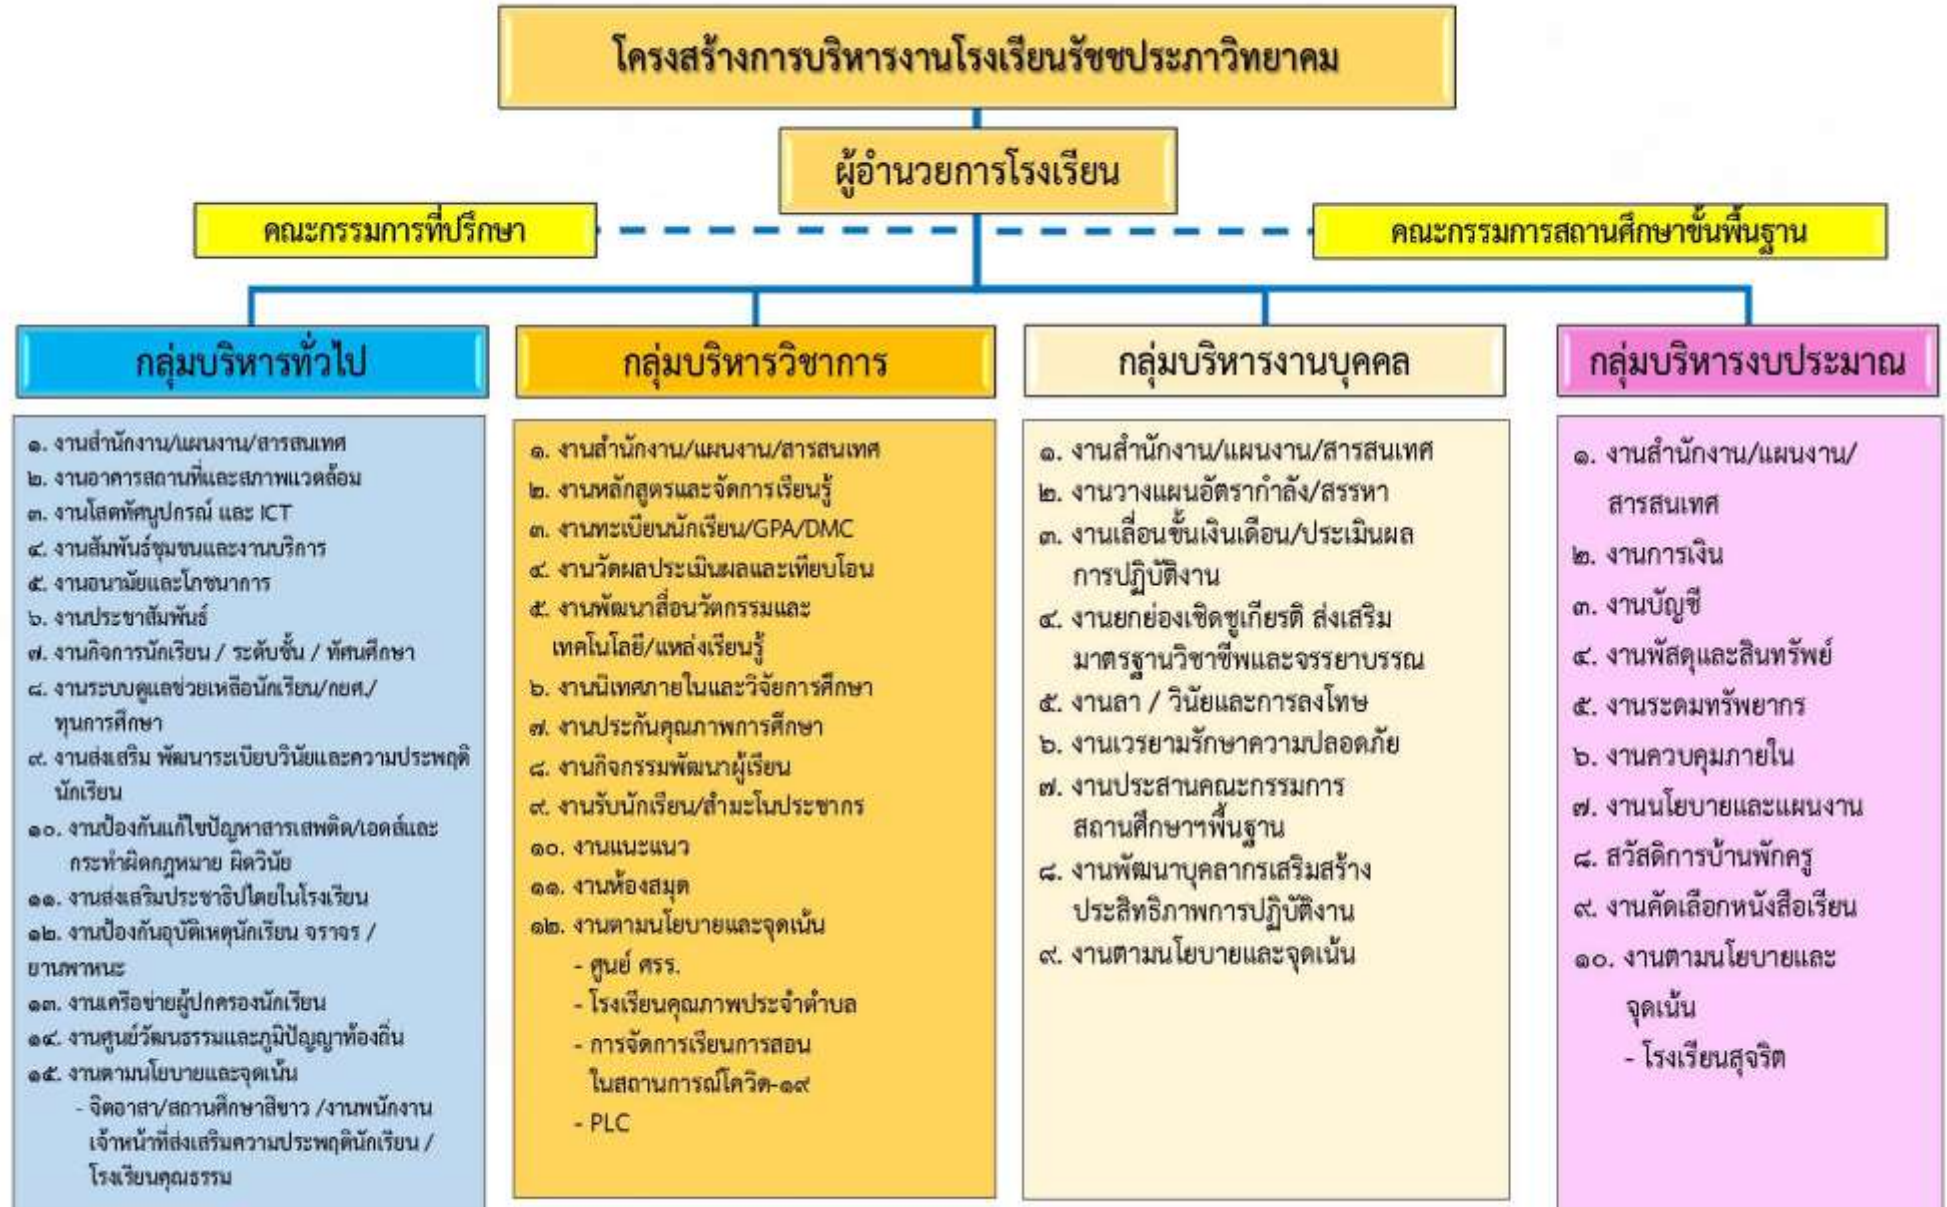 โครงสร้างการบริหารงานโรงเรียนรัชชประภาวิทยาคม
ผู้อำนวยการโรงเรียน
คณะกรรมการที่ปรึกษา
คณะกรรมการสถานศึกษาขั้นพื้นฐาน
กลุ่มบริหารทั่วไป
๑. งานสำนักงาน/แผนงาน/สารสนเทศ
๒. งานอาคารสถานที่และสภาพแวดล้อม
๓. งานโสตทัศนูปกรณ์ และ ICT
๔. งานสัมพันธ์ชุมชนและงานบริการ
๕. งานอนามัยและโภชนาการ
๖. งานประชาสัมพันธ์
๗. งานกิจการนักเรียน / ระดับชั้น / ทัศนศึกษา
๘. งานระบบดูแลช่วยเหลือนักเรียน/กยศ./
ทุนการศึกษา
๙. งานส่งเสริม พัฒนาระเบียบวินัยและความประพฤติ
นักเรียน
๑๐. งานป้องกันแก้ไขปัญหาสารเสพติด/เอดส์และ
กระทำผิดกฎหมาย ผิดวินัย
๑๑. งานส่งเสริมประชาธิปไตยในโรงเรียน
๑๒. งานป้องกันอุบัติเหตุนักเรียน จราจร /
ยานพาหนะ
๑๓. งานเครือข่ายผู้ปกครองนักเรียน
๑๔. งานศูนย์วัฒนธรรมและภูมิปัญญาท้องถิ่น
๑๕. งานตามนโยบายและจุดเน้น
- จิตอาสา/สถานศึกษาสีขาว /งานพนักงาน
เจ้าหน้าที่ส่งเสริมความประพฤตินักเรียน /
โรงเรียนคุณธรรม
กลุ่มบริหารวิชาการ
๑. งานสำนักงาน/แผนงาน/สารสนเทศ
๒. งานหลักสูตรและจัดการเรียนรู้
๓. งานทะเบียนนักเรียน/GPA/DMC
๔. งานวัดผลประเมินผลและเทียบโอน
๕. งานพัฒนาสื่อนวัตกรรมและ
เทคโนโลยี/แหล่งเรียนรู้
๖. งานนิเทศภายในและวิจัยการศึกษา
๗. งานประกันคุณภาพการศึกษา
๘. งานกิจกรรมพัฒนาผู้เรียน
๙. งานรับนักเรียน/สำมะโนประชากร
๑๐. งานแนะแนว
๑๑. งานห้องสมุด
๑๒. งานตามนโยบายและจุดเน้น
- ศูนย์ ศรร.
- โรงเรียนคุณภาพประจำตำบล
- การจัดการเรียนการสอน
ในสถานการณ์โควิด-๑๙
- PLC
กลุ่มบริหารงานบุคคล
๑. งานสำนักงาน/แผนงาน/สารสนเทศ
๒. งานวางแผนอัตรากำลัง/สรรหา
๓. งานเลื่อนขั้นเงินเดือน/ประเมินผล
การปฏิบัติงาน
๔. งานยกย่องเชิดชูเกียรติ ส่งเสริม
มาตรฐานวิชาชีพและจรรยาบรรณ
๕. งานลา / วินัยและการลงโทษ
๖. งานเวรยามรักษาความปลอดภัย
๗. งานประสานคณะกรรมการ
สถานศึกษาฯพื้นฐาน
๘. งานพัฒนาบุคลากรเสริมสร้าง
ประสิทธิภาพการปฏิบัติงาน
๙. งานตามนโยบายและจุดเน้น
กลุ่มบริหารงบประมาณ
๑. งานสำนักงาน/แผนงาน/
สารสนเทศ
๒. งานการเงิน
๓. งานบัญชี
๔. งานพัสดุและสินทรัพย์
๕. งานระดมทรัพยากร
๖. งานควบคุมภายใน
๗. งานนโยบายและแผนงาน
๘. สวัสดิการบ้านพักครู
๙. งานคัดเลือกหนังสือเรียน
๑๐. งานตามนโยบายและ
จุดเน้น
- โรงเรียนสุจริต